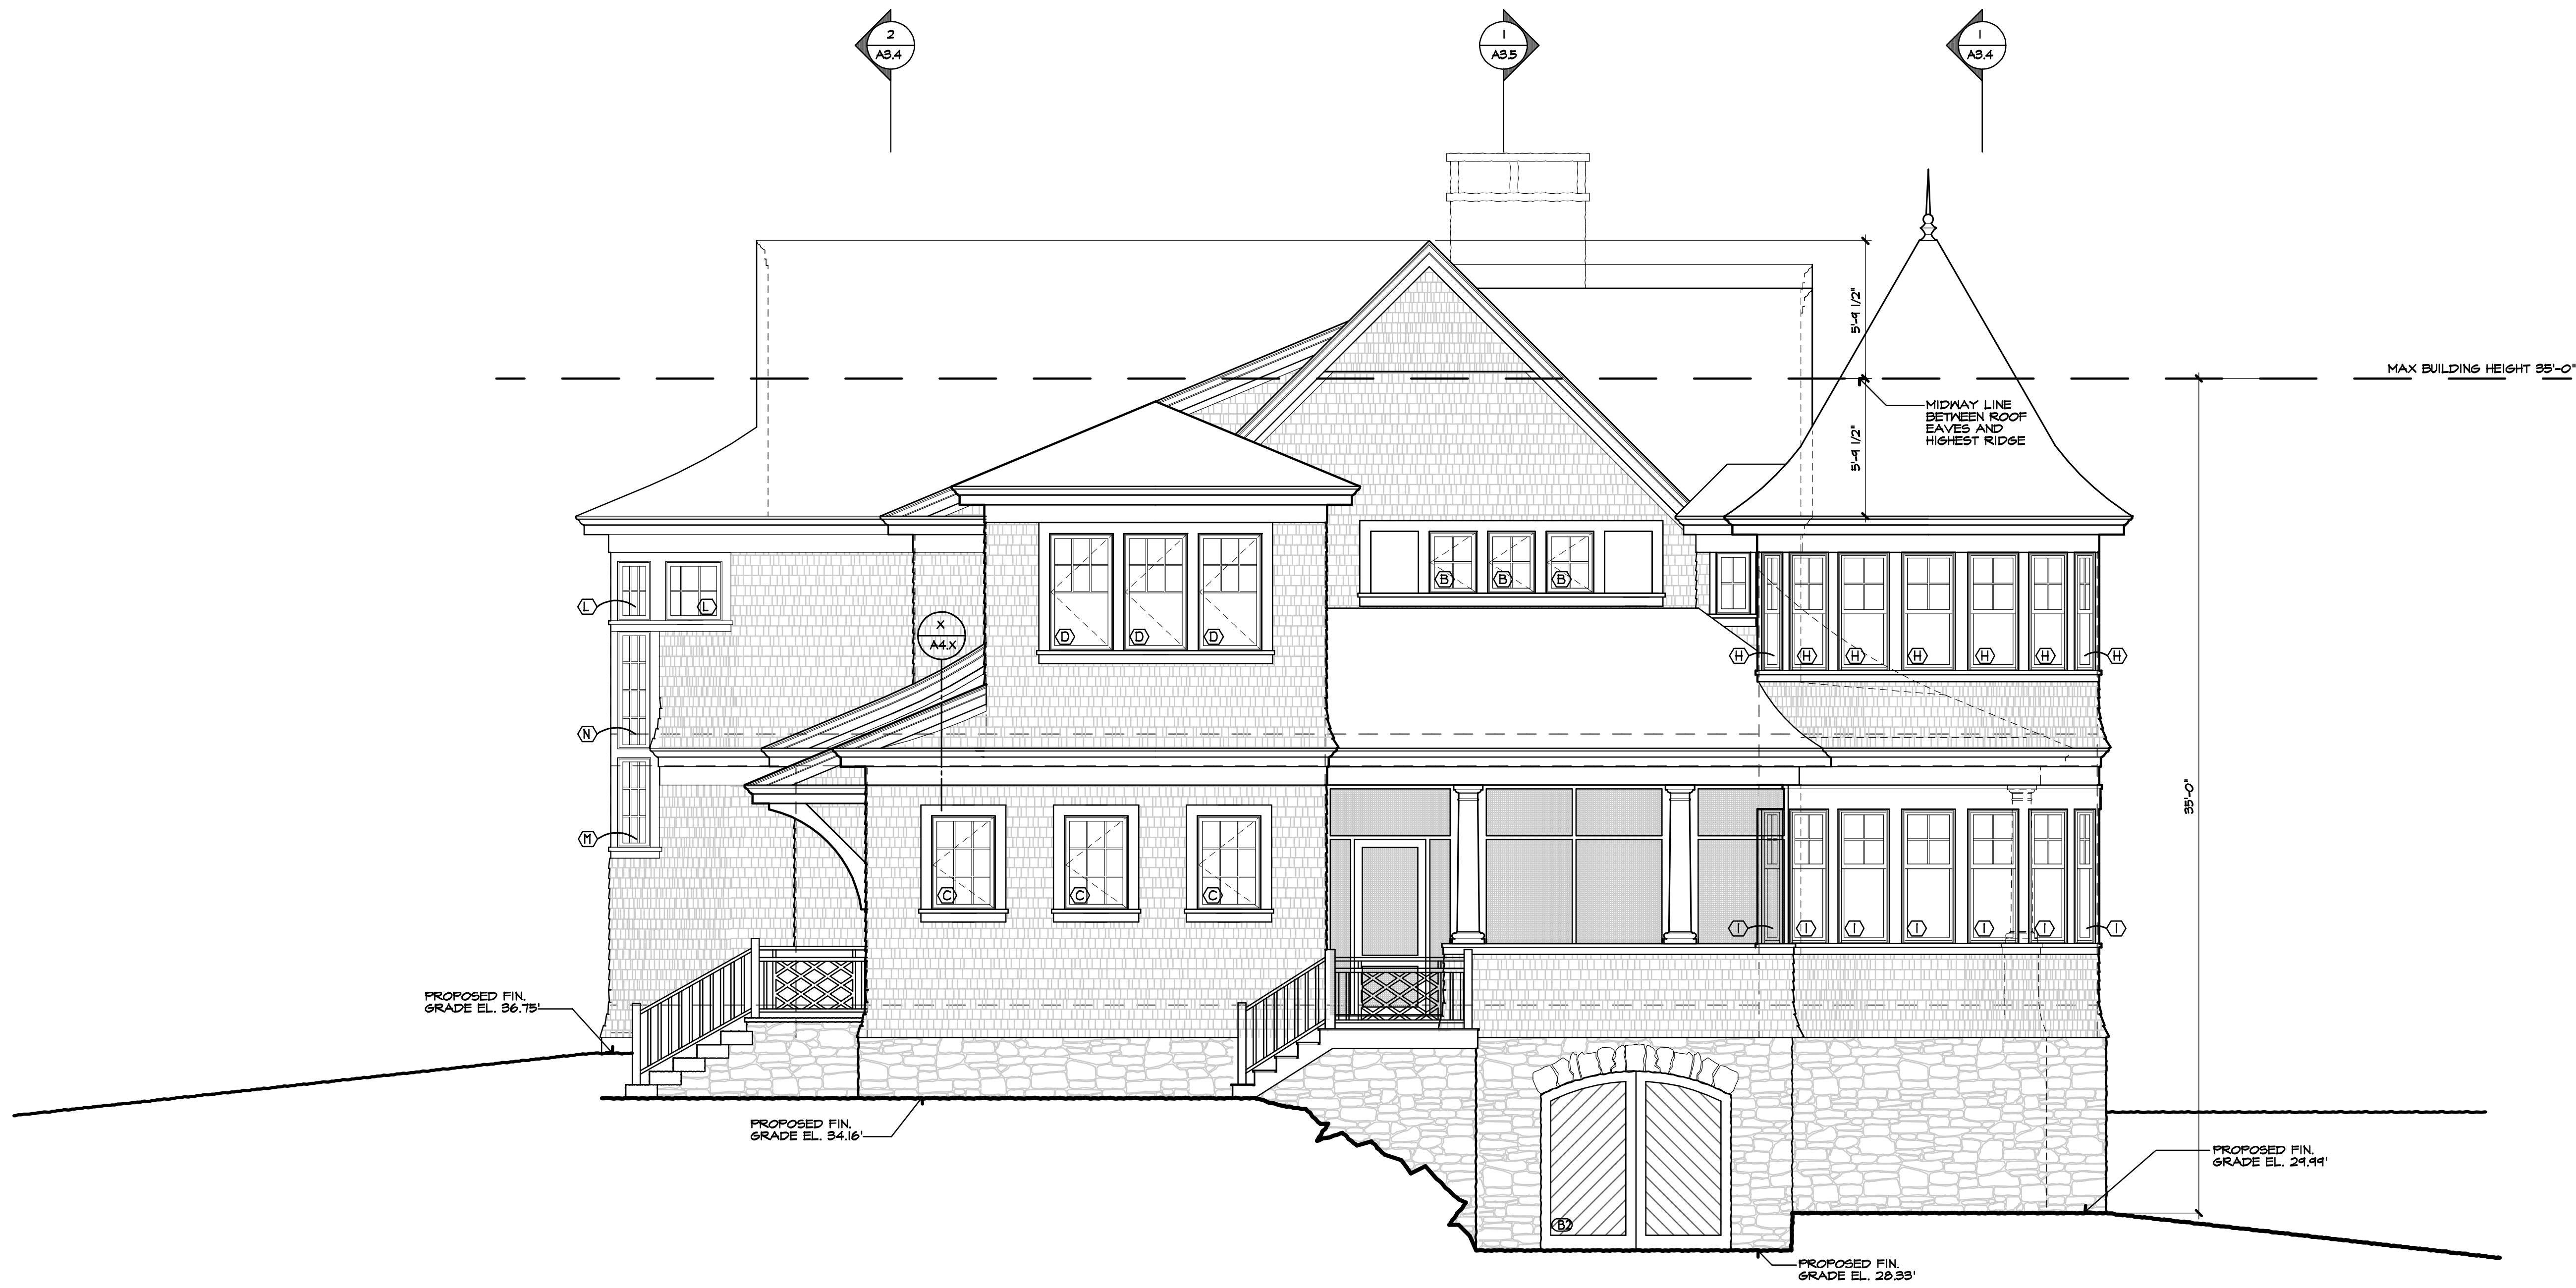 2
A3.4
1
A3.5
1
A3.4
MAX BUILDING HEIGHT 35'-0"
5'-9 1/2"
MIDWAY LINE
BETWEEN ROOF
EAVES AND
HIGHEST RIDGE
5'-9 1/2"
B B B
L L
X
A4.X
D D D
H H H H H H H H
N
35'-0"
M
C C C
I I I I I I I I
PROPOSED FIN.
GRADE EL. 36.75'
PROPOSED FIN.
GRADE EL. 34.16'
PROPOSED FIN.
GRADE EL. 29.99'
B2
PROPOSED FIN.
GRADE EL. 28.33'